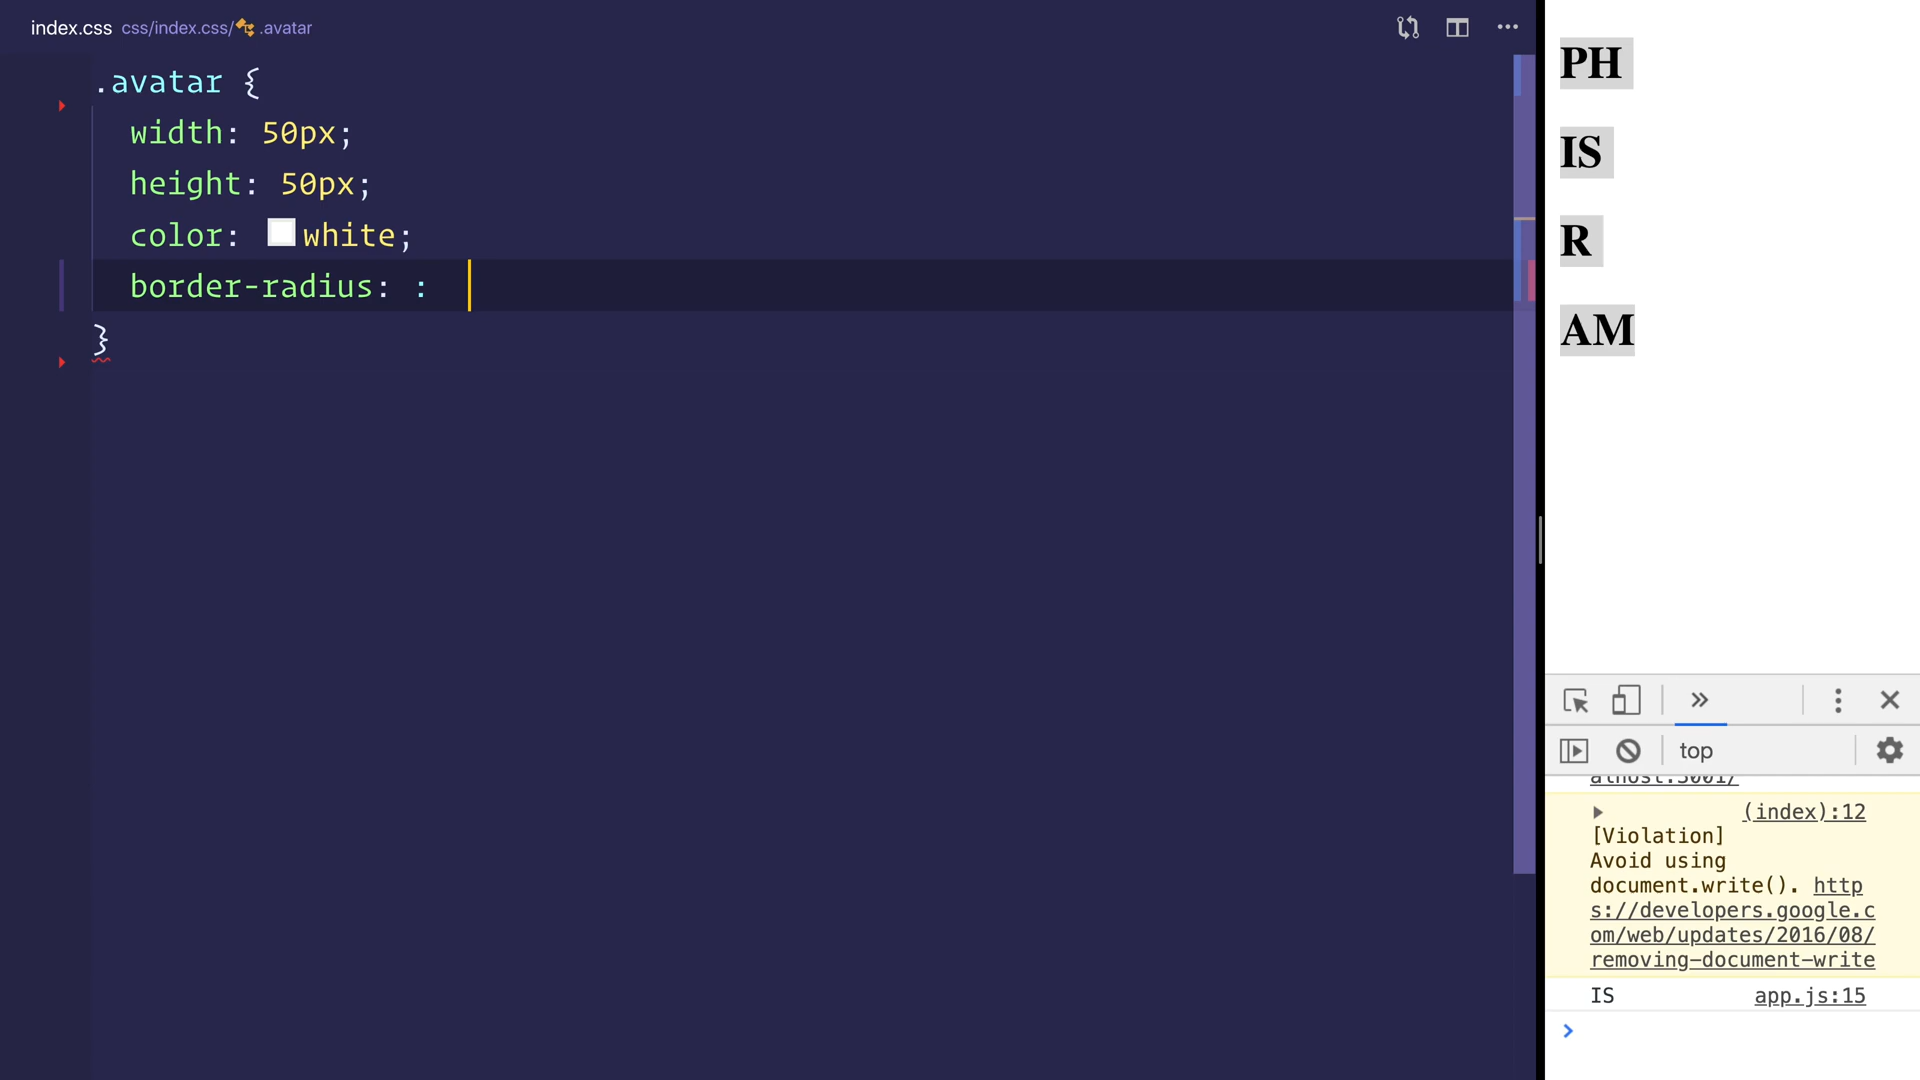 index.css css/index.css/ .avatar
.avatar {
width: 50px;
height: 50px;
color: white;
border-radius: :
}
PH
IS
R
AM
top
alhost:3001/
(index):12
[Violation]
Avoid using
document.write(). http
s://developers.google.c
om/web/updates/2016/08/
removing-document-write
IS app.js:15